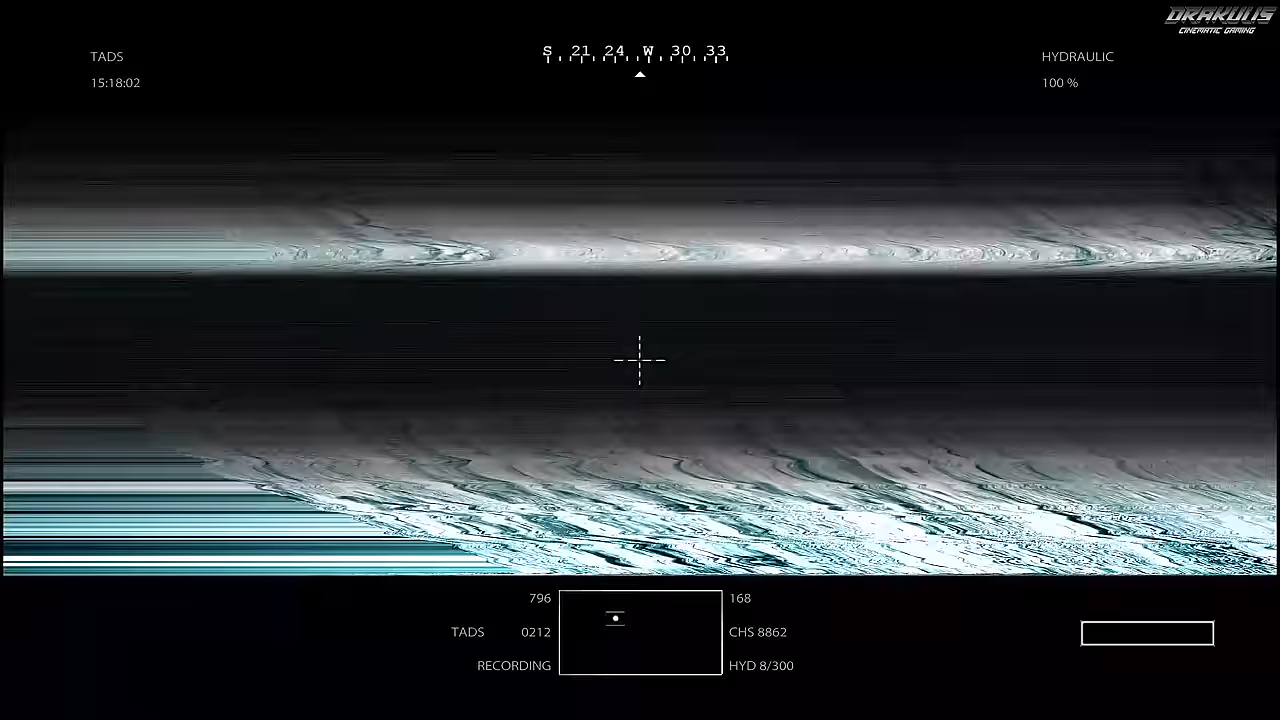 DRAKULIS
CINEMATIC GAMING
TADS
15:18:02
S 21 24 W 30 33
HYDRAULIC
100 %
796
168
TADS 0212
CHS 8862
RECORDING
HYD 8/300